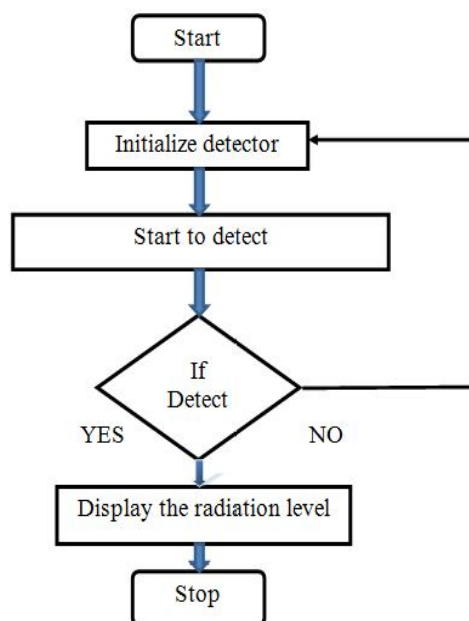 Start
Initialize detector
Start to detect
If
Detect
YES
NO
Display the radiation level
Stop